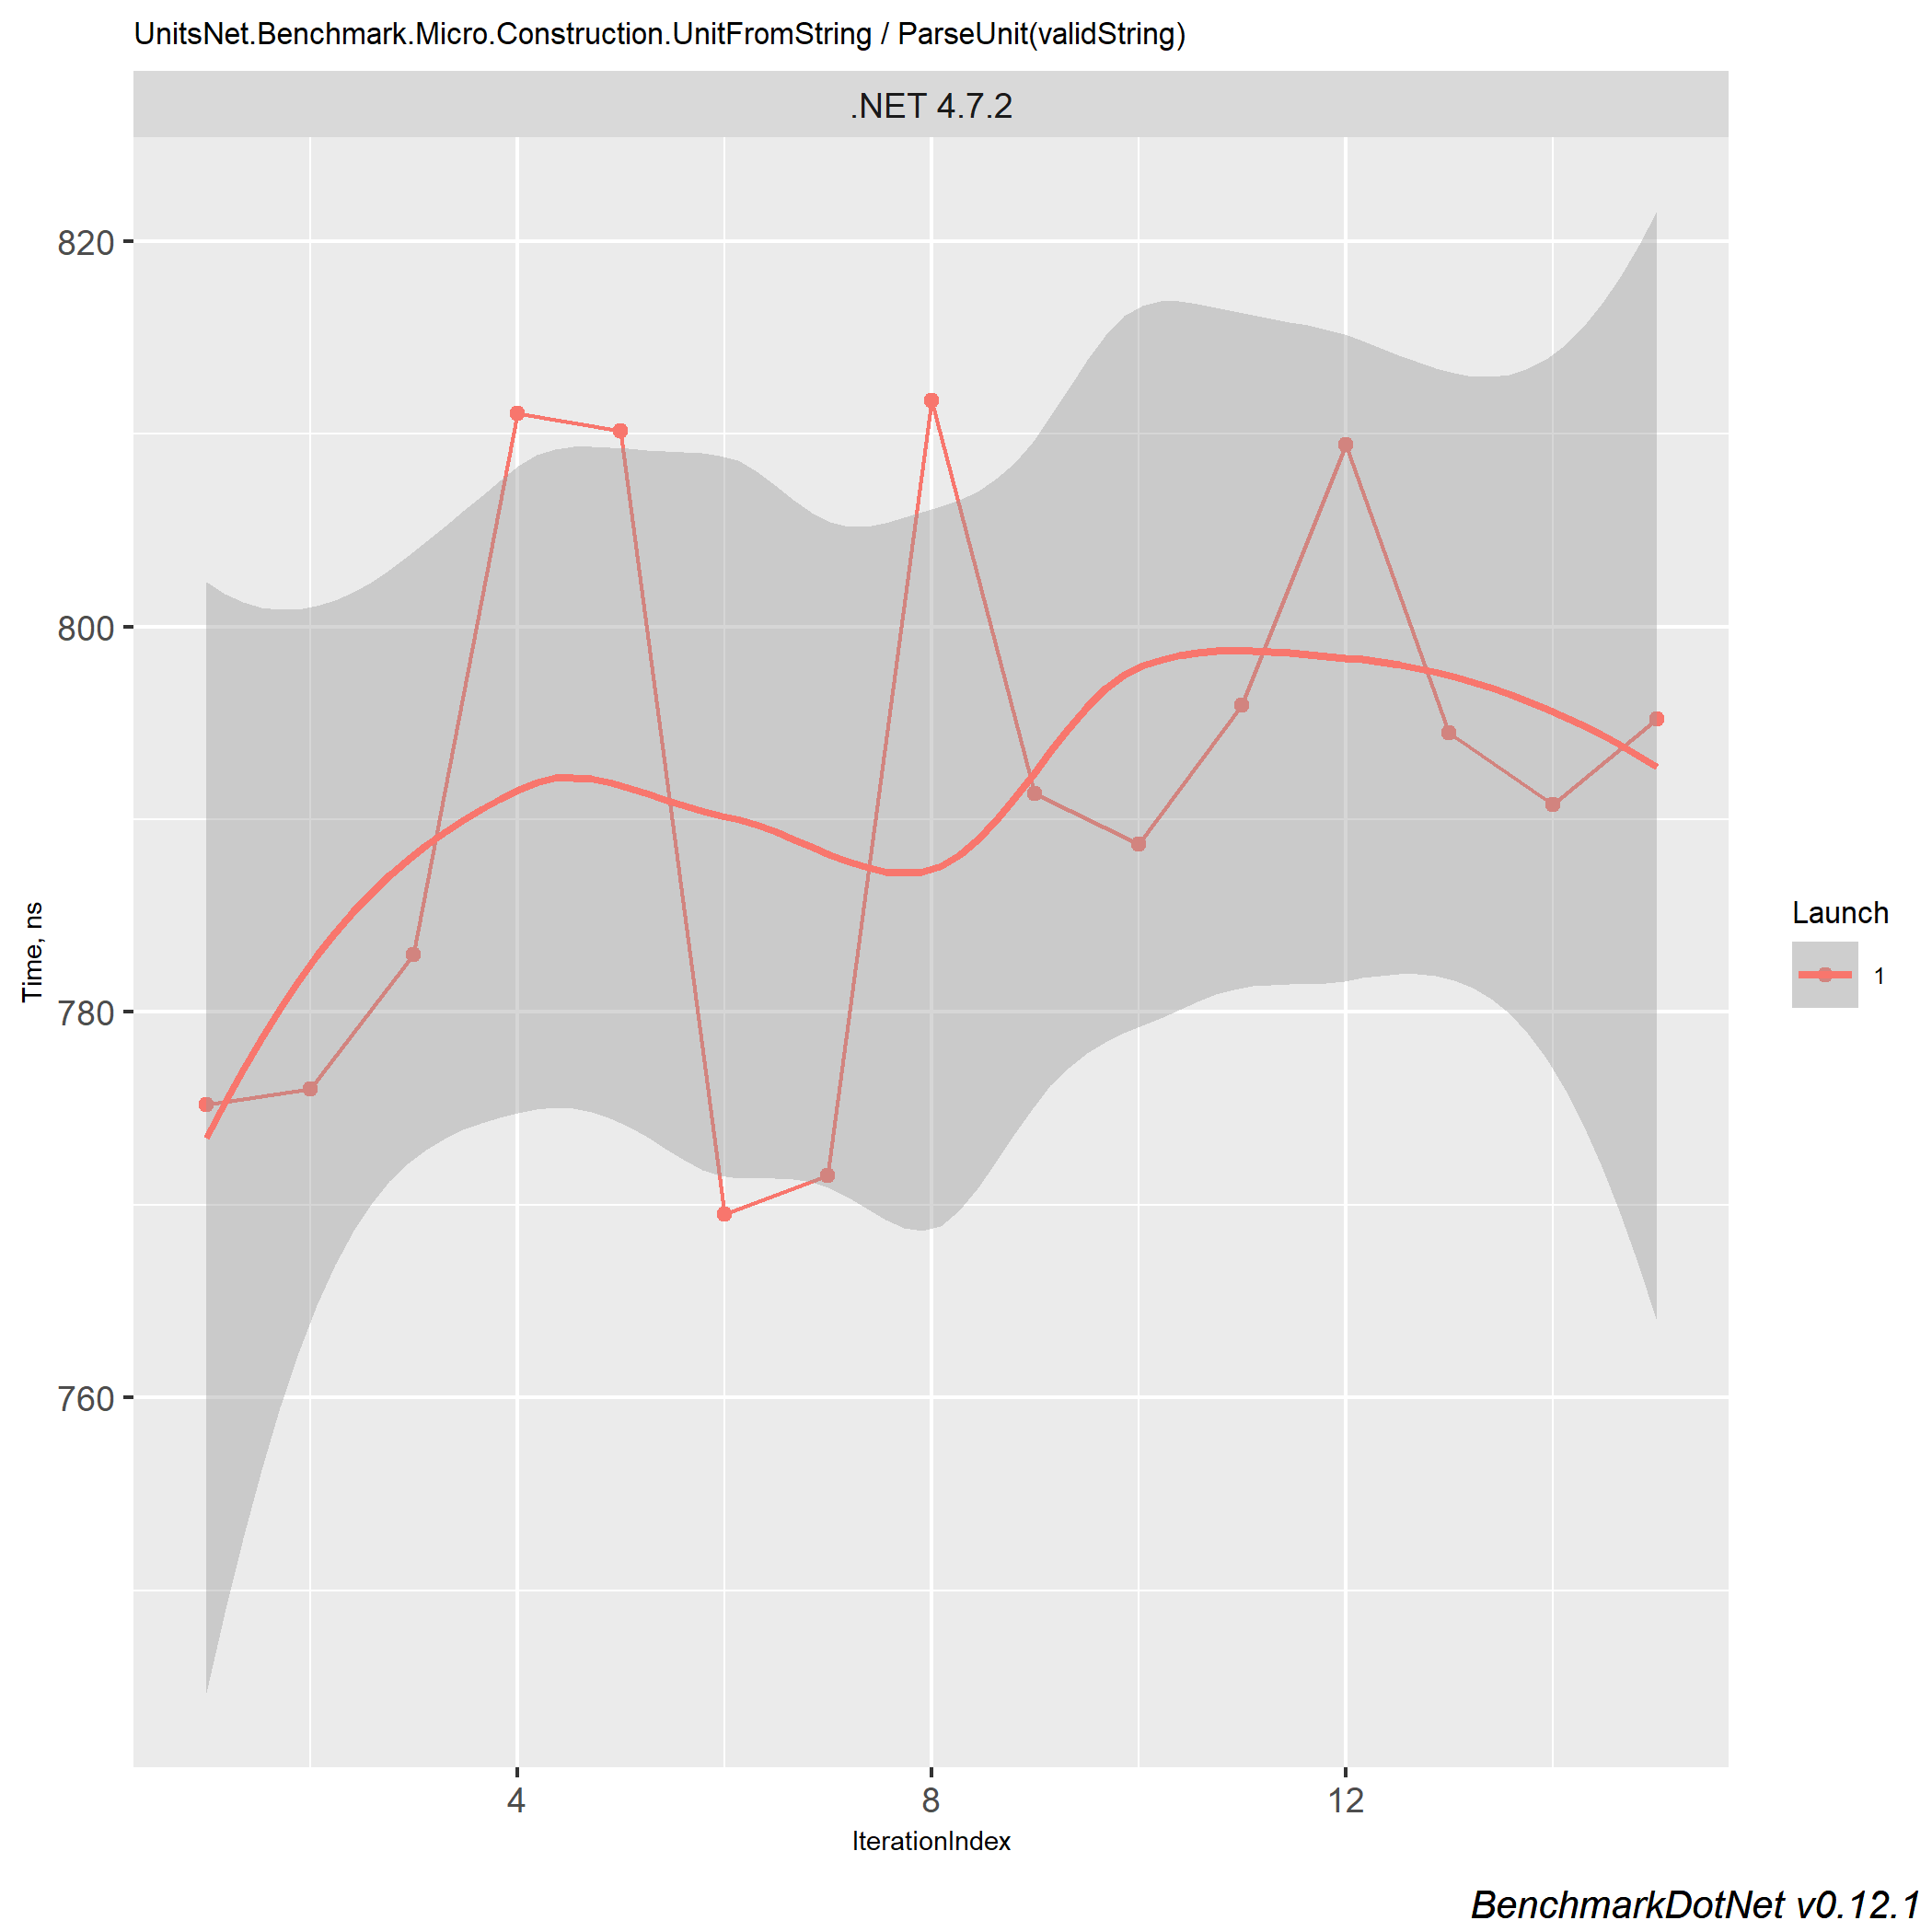 UnitsNet.Benchmark.Micro.Construction.UnitFromString / ParseUnit(validString)
.NET 4.7.2
820
800
780
760
Time, ns
4 8 12
IterationIndex
Launch
1
BenchmarkDotNet v0.12.1